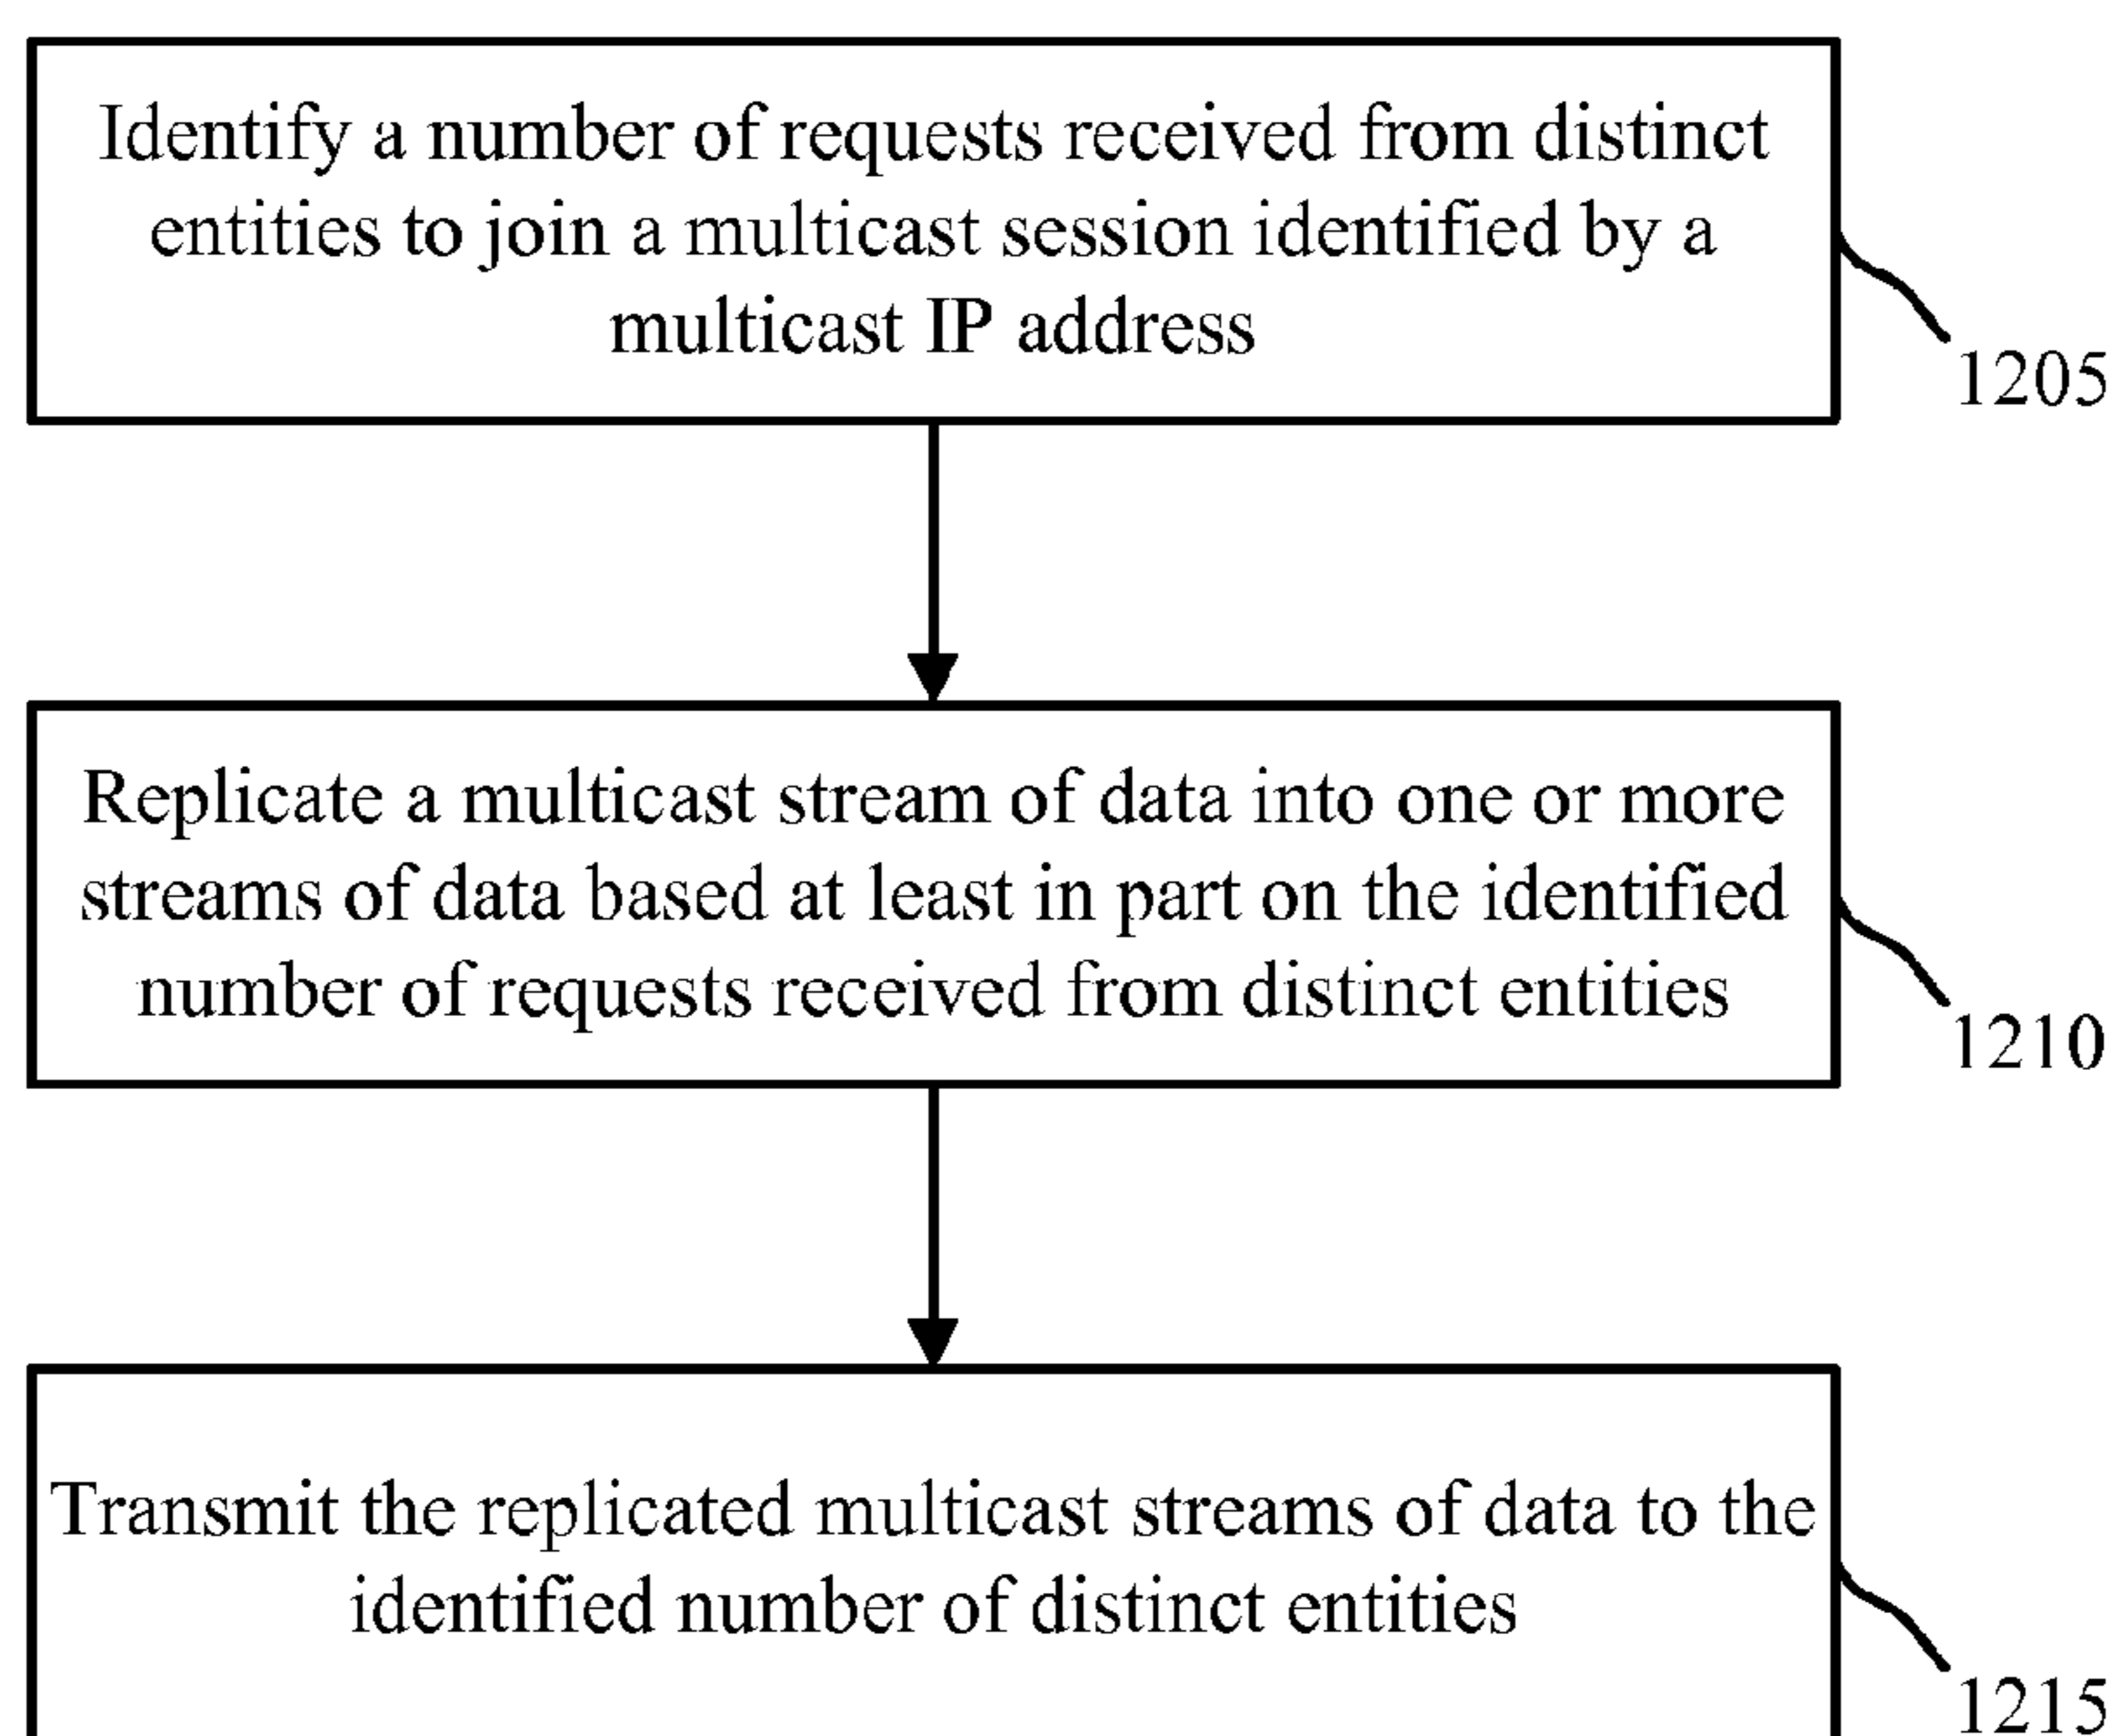 Identify a number of requests received from distinct
entities to join a multicast session identified by a
multicast IP address
1205
Replicate a multicast stream of data into one or more
streams of data based at least in part on the identified
number of requests received from distinct entities
1210
Transmit the replicated multicast streams of data to the
identified number of distinct entities
1215